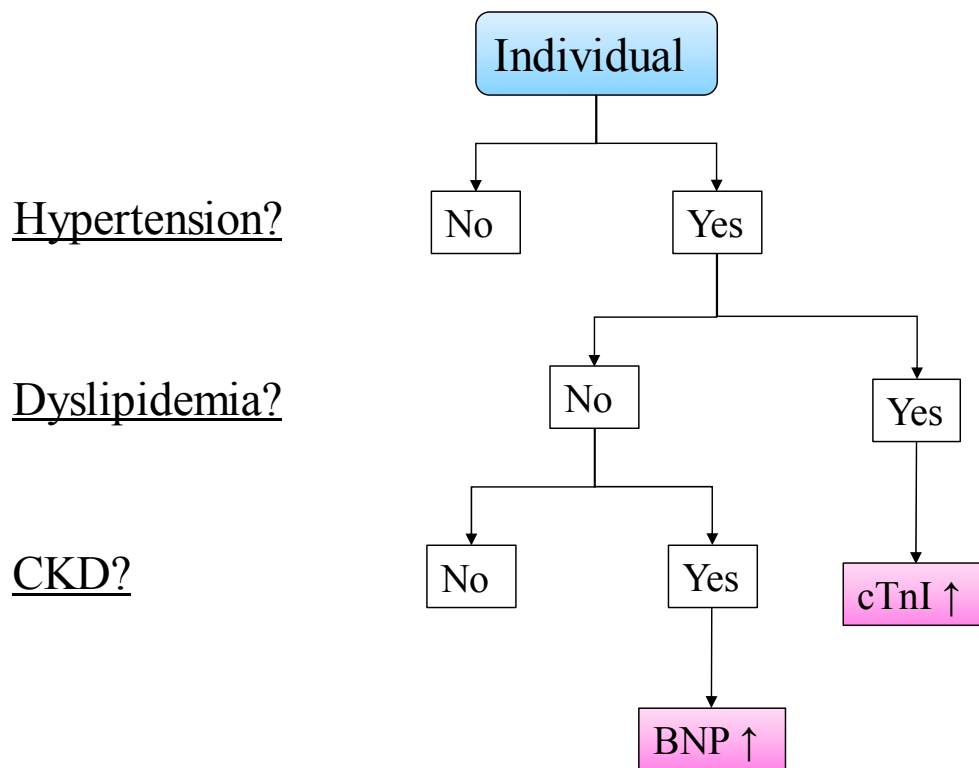 Individual
Hypertension?
No
Yes
Dyslipidemia?
No
Yes
CKD?
No
Yes
cTnI ↑
BNP ↑